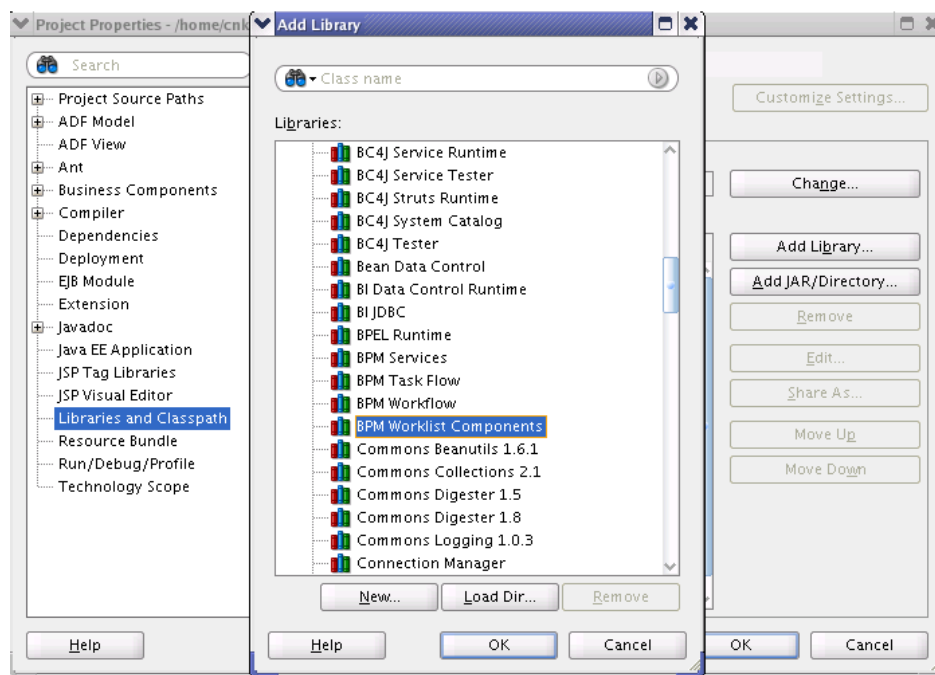 Project Properties - /home/cnk
Search
Project Source Paths
ADF Model
ADF View
Ant
Business Components
Compiler
Dependencies
Deployment
EJB Module
Extension
Javadoc
Java EE Application
JSP Tag Libraries
JSP Visual Editor
Libraries and Classpath
Resource Bundle
Run/Debug/Profile
Technology Scope
Help
Add Library
Class name
Libraries:
BC4J Service Runtime
BC4J Service Tester
BC4J Struts Runtime
BC4J System Catalog
BC4J Tester
Bean Data Control
BI Data Control Runtime
BI JDBC
BPEL Runtime
BPM Services
BPM Task Flow
BPM Workflow
BPM Worklist Components
Commons Beanutils 1.6.1
Commons Collections 2.1
Commons Digester 1.5
Commons Digester 1.8
Commons Logging 1.0.3
Connection Manager
New... Load Dir... Remove
Help OK Cancel
Customize Settings...
Change...
Add Library...
Add JAR/Directory...
Remove
Edit...
Share As...
Move Up
Move Down
OK Cancel